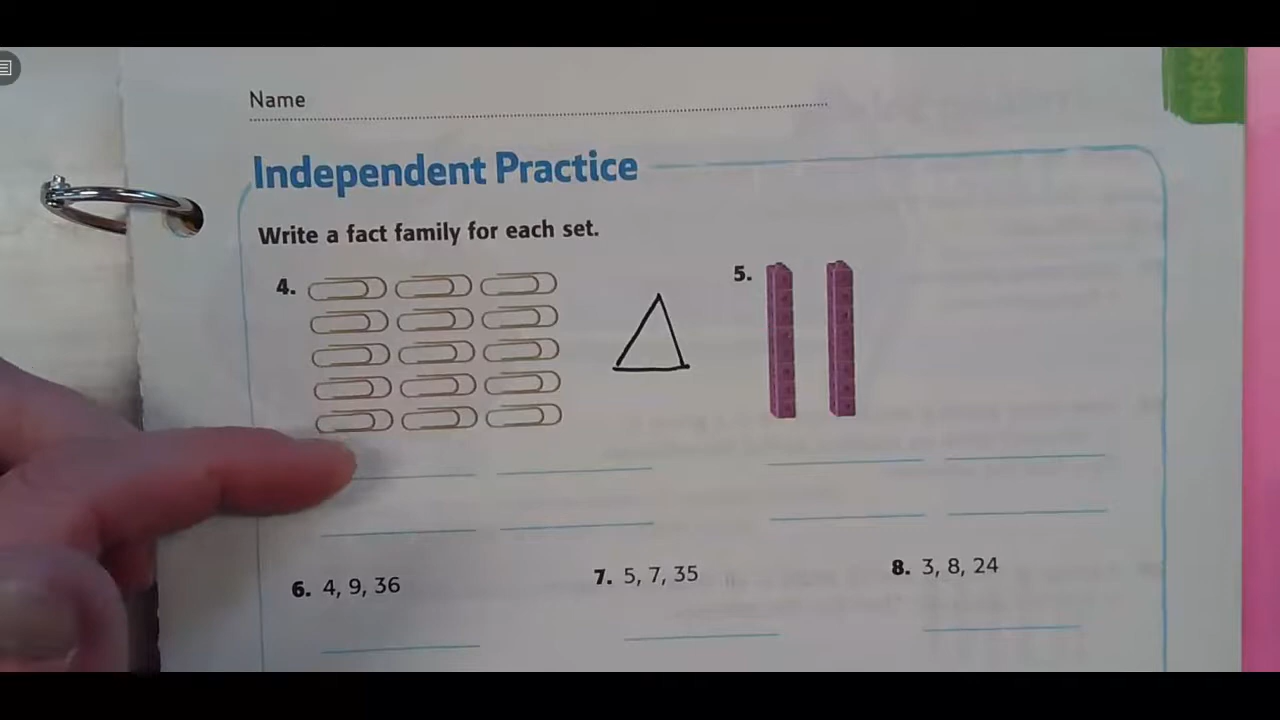 Name
Independent Practice
Write a fact family for each set.
4.
5.
6. 4, 9, 36
7. 5, 7, 35
8. 3, 8, 24